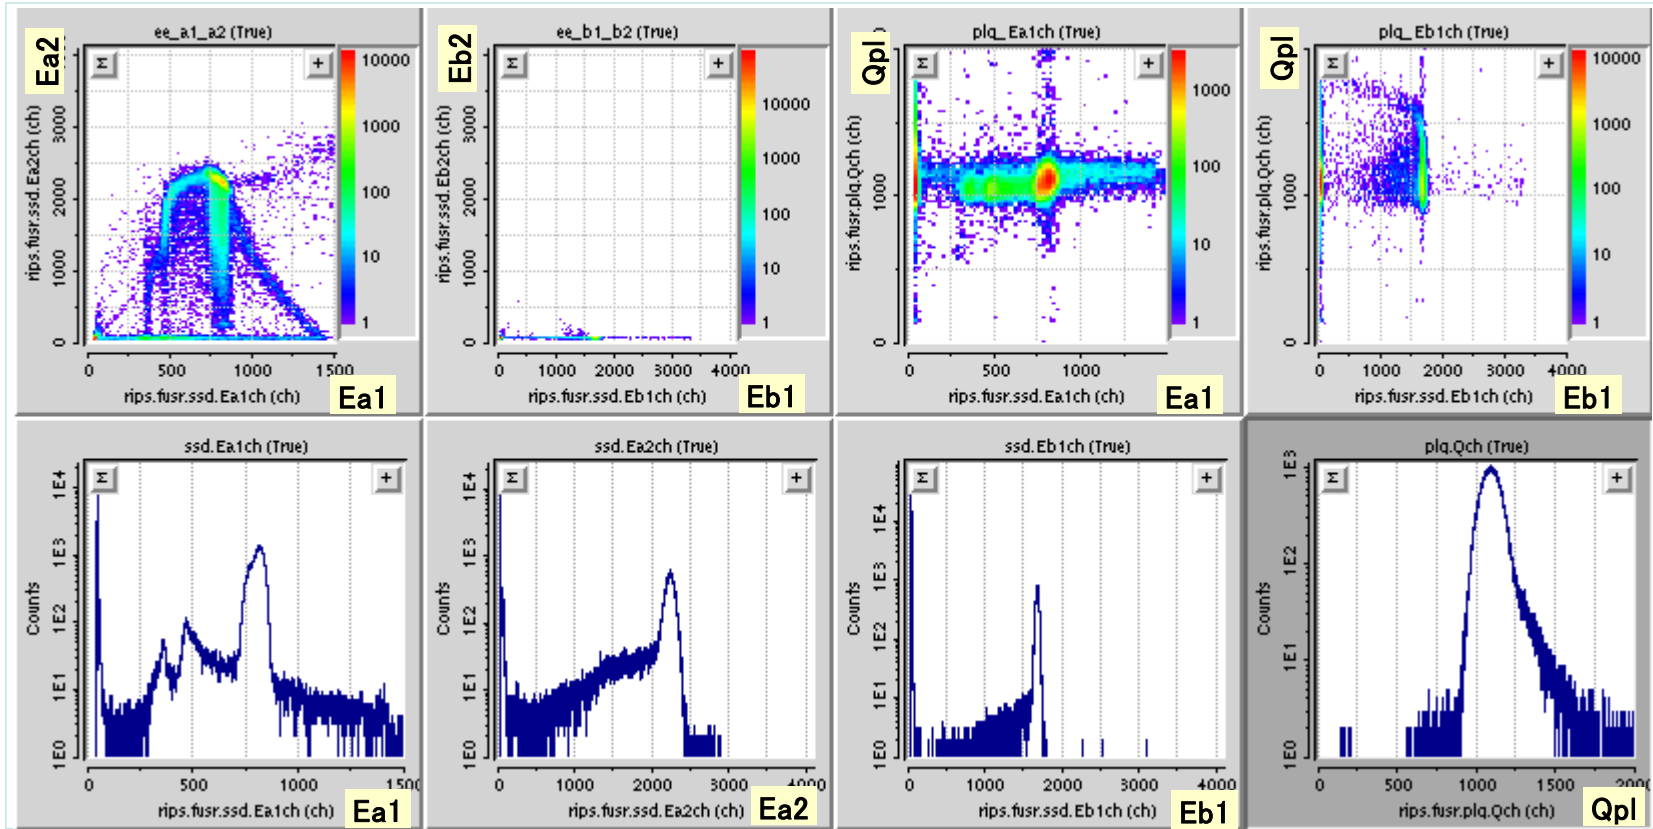 ee_a1_a2 (True)
Ea2
Σ
+
10000
1000
100
10
1
rips.fusr.ssd.Ea2ch (ch)
0
1000
2000
3000
0
500
1000
1500
rips.fusr.ssd.Ea1ch (ch)
Ea1
ee_b1_b2 (True)
Eb2
Σ
+
10000
1000
100
10
1
rips.fusr.ssd.Eb2ch (ch)
0
1000
2000
3000
0
1000
2000
3000
4000
rips.fusr.ssd.Eb1ch (ch)
Eb1
plq_Ea1ch (True)
Qpl
Σ
+
1000
100
10
1
rips.fusr.plq.Qch (ch)
0
1000
0
500
1000
rips.fusr.ssd.Ea1ch (ch)
Ea1
plq_Eb1ch (True)
Qpl
Σ
+
10000
1000
100
10
1
rips.fusr.plq.Qch (ch)
0
1000
0
1000
2000
3000
4000
rips.fusr.ssd.Eb1ch (ch)
Eb1
ssd.Ea1ch (True)
Σ
+
Counts
1E0
1E1
1E2
1E3
1E4
0
500
1000
1500
rips.fusr.ssd.Ea1ch (ch)
Ea1
ssd.Ea2ch (True)
Σ
+
Counts
1E0
1E1
1E2
1E3
1E4
0
1000
2000
3000
4000
rips.fusr.ssd.Ea2ch (ch)
Ea2
ssd.Eb1ch (True)
Σ
+
Counts
1E0
1E1
1E2
1E3
1E4
0
1000
2000
3000
4000
rips.fusr.ssd.Eb1ch (ch)
Eb1
plq.Qch (True)
Σ
+
Counts
1E0
1E1
1E2
1E3
0
500
1000
1500
rips.fusr.plq.Qch (ch)
Qpl